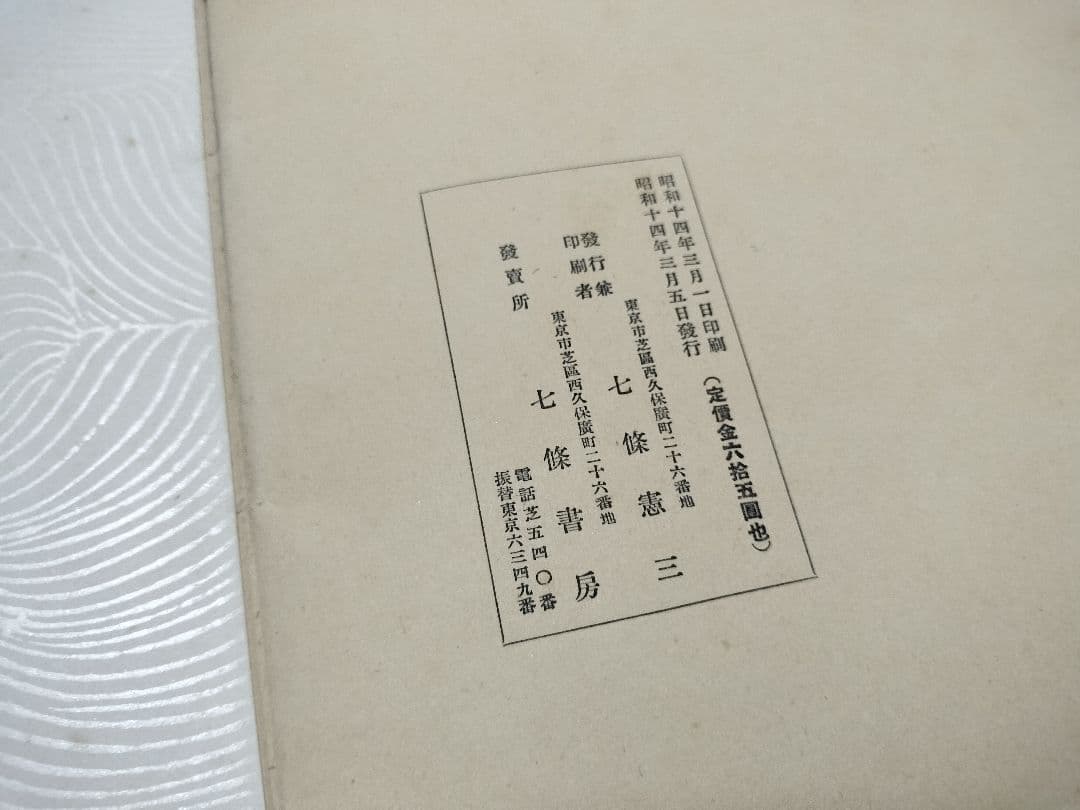 昭和十四年三月一日印刷
昭和十四年三月五日發行
(定價金六拾五圓也)
東京市芝區西久保廣町二十六番地
發行兼
印刷者
七條憲三
東京市芝區西久保廣町二十六番地
發賣所
七條書房
電話芝五四〇番
振替東京六三四九番